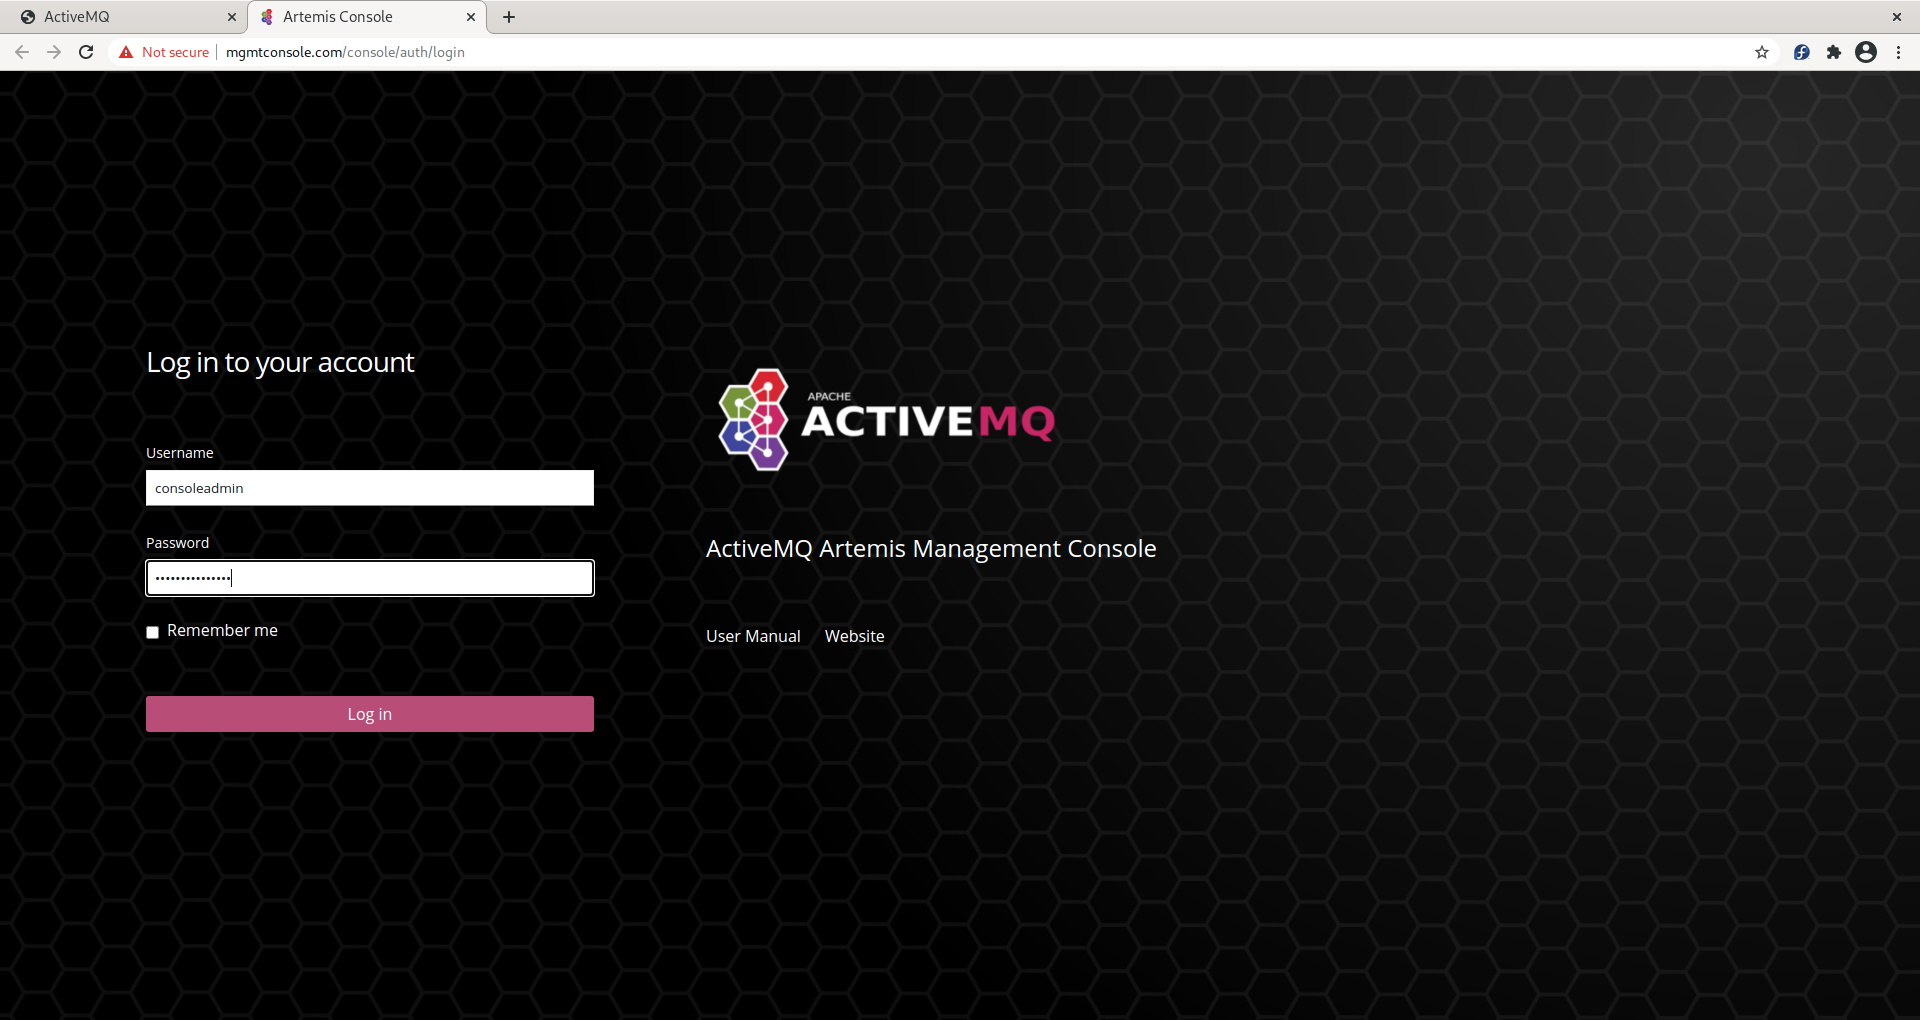 ActiveMQ
Artemis Console
Not secure
mgmtconsole.com/console/auth/login
Log in to your account
Username
consoleadmin
Password
•••••••••••••••
Remember me
Log in
APACHE
ACTIVEMQ
ActiveMQ Artemis Management Console
User Manual Website